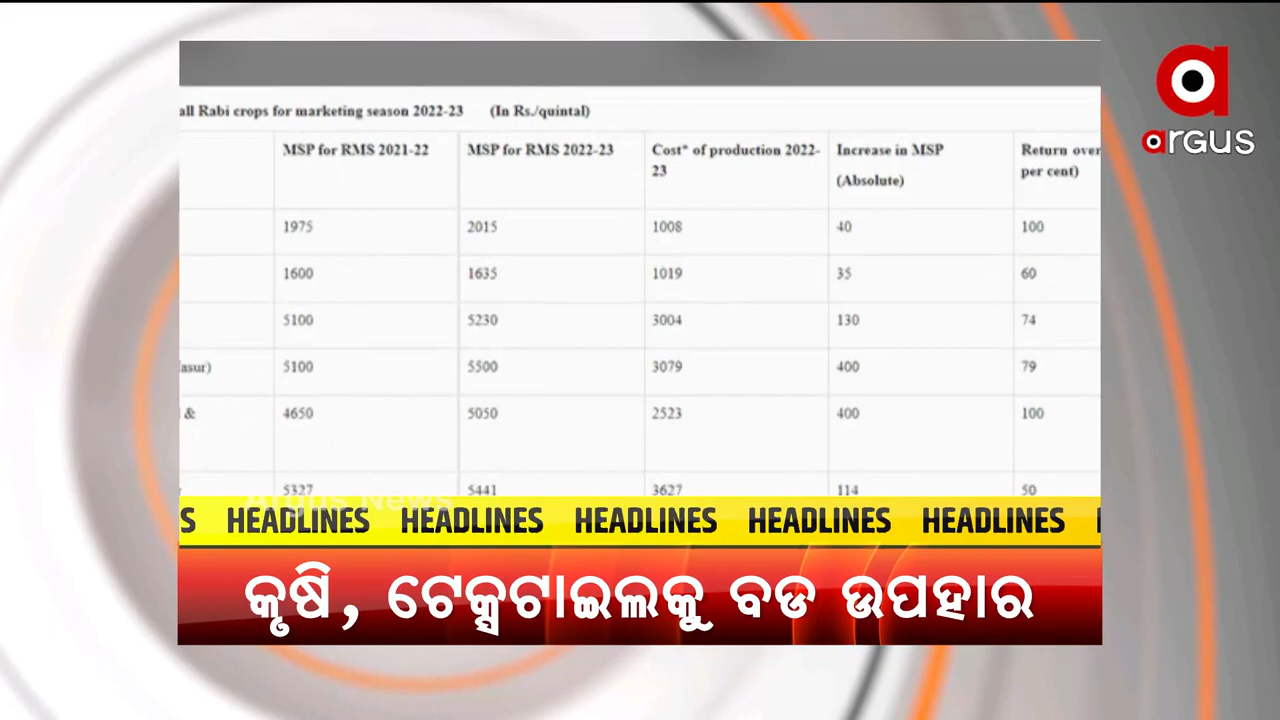 argus
all Rabi crops for marketing season 2022-23 (In Rs./quintal)
MSP for RMS 2021-22 MSP for RMS 2022-23 Cost* of production 2022-23 Increase in MSP (Absolute) Return over per cent)
1975 2015 1008 40 100
1600 1635 1019 35 60
5100 5230 3004 130 74
asur) 5100 5500 3079 400 79
& 4650 5050 2523 400 100
5327 5441 3627 114 50
Argus News
S HEADLINES HEADLINES HEADLINES HEADLINES HEADLINES
କୃଷି, ଟେକ୍ସଟାଇଲକୁ ବଡ ଉପହାର